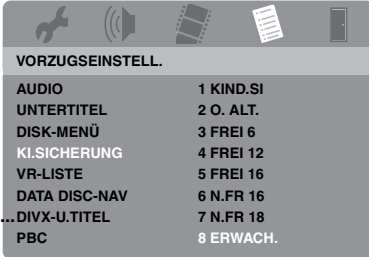 VORZUGSEINSTELL.
AUDIO 1 KIND.SI
UNTERTITEL 2 O. ALT.
DISK-MENÜ 3 FREI 6
KI.SICHERUNG 4 FREI 12
VR-LISTE 5 FREI 16
DATA DISC-NAV 6 N.FR 16
...DIVX-U.TITEL 7 N.FR 18
PBC 8 ERWACH.